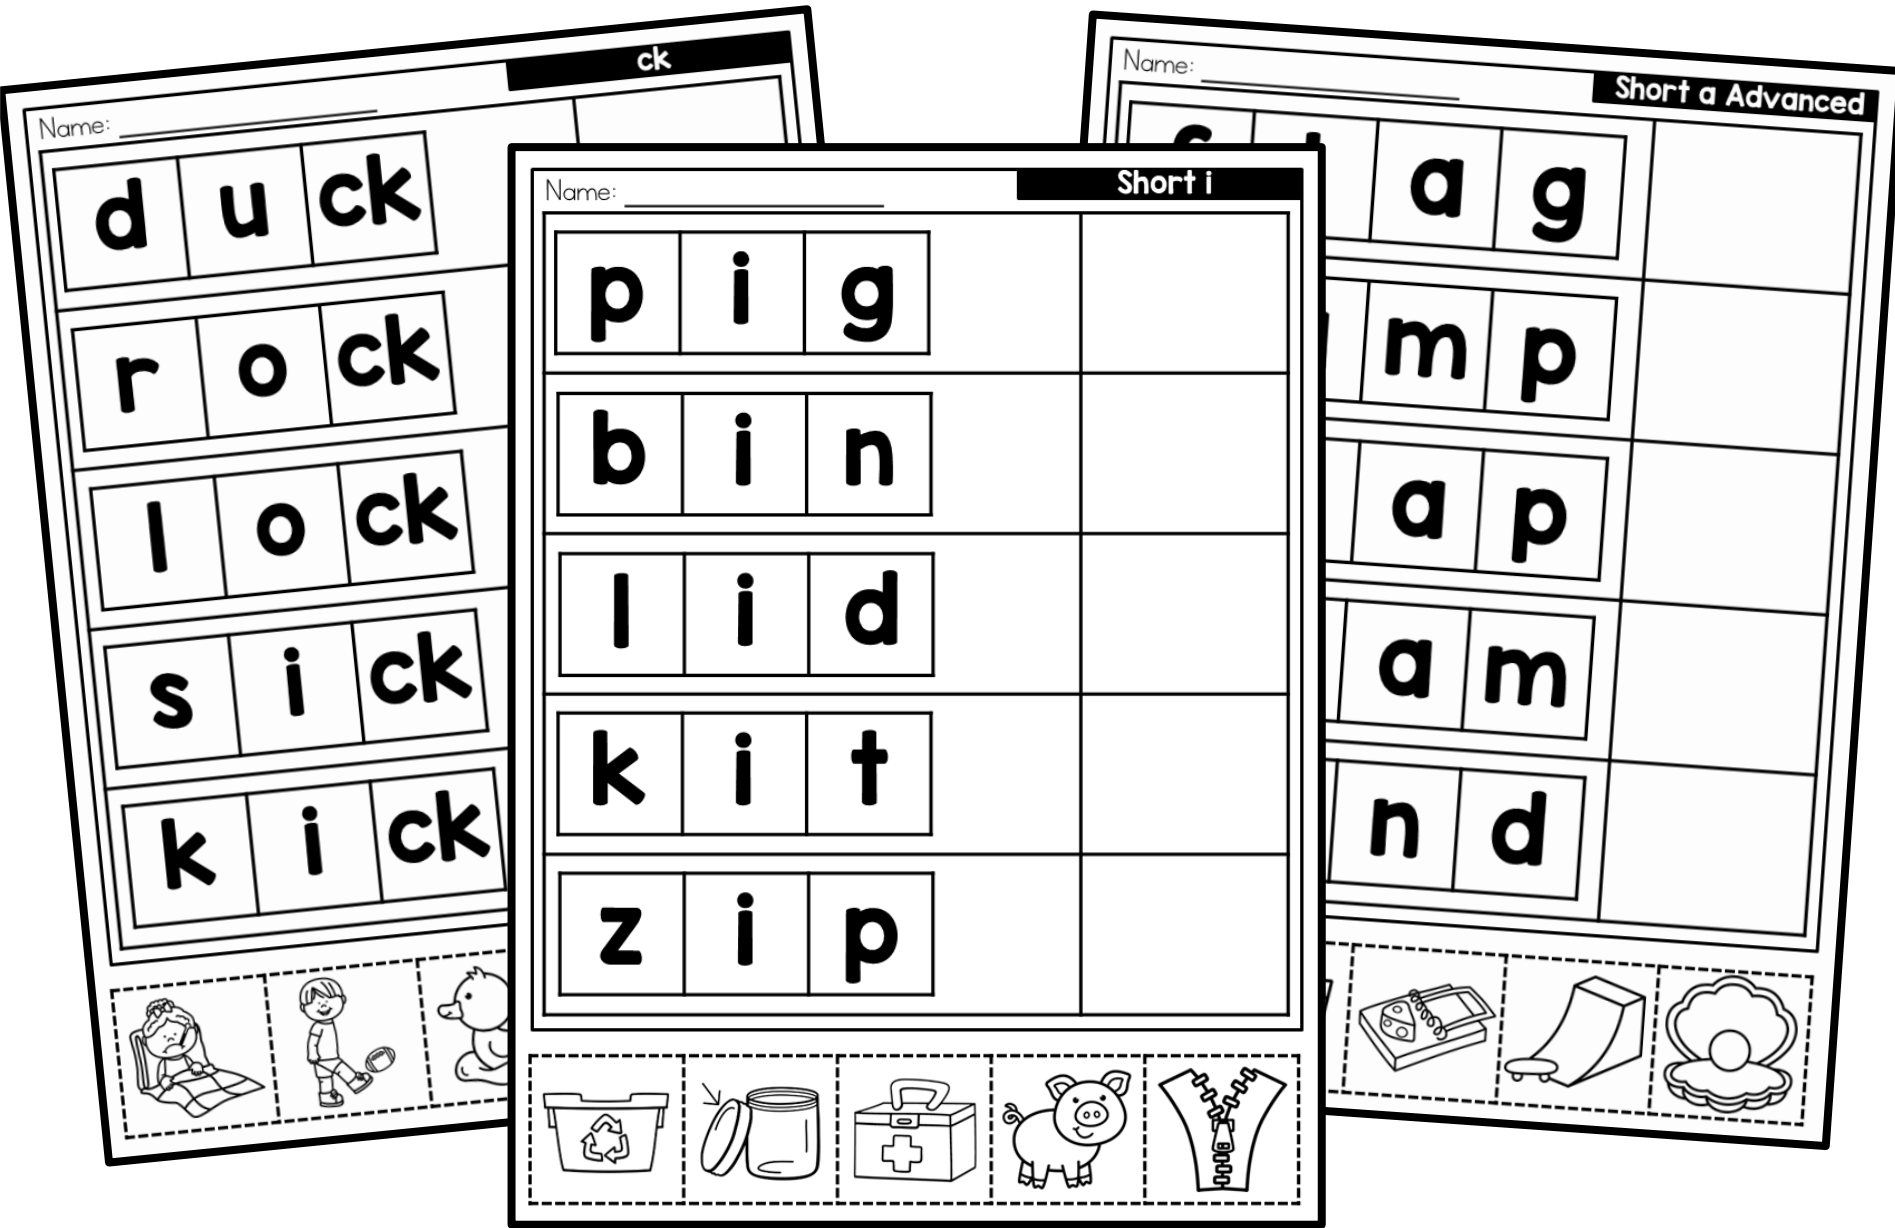 ck
Name:
d u ck
r o ck
l o ck
s i ck
k i ck
Short i
Name:
p i g
b i n
l i d
k i t
z i p
Short a Advanced
Name:
a g
m p
a p
a m
n d